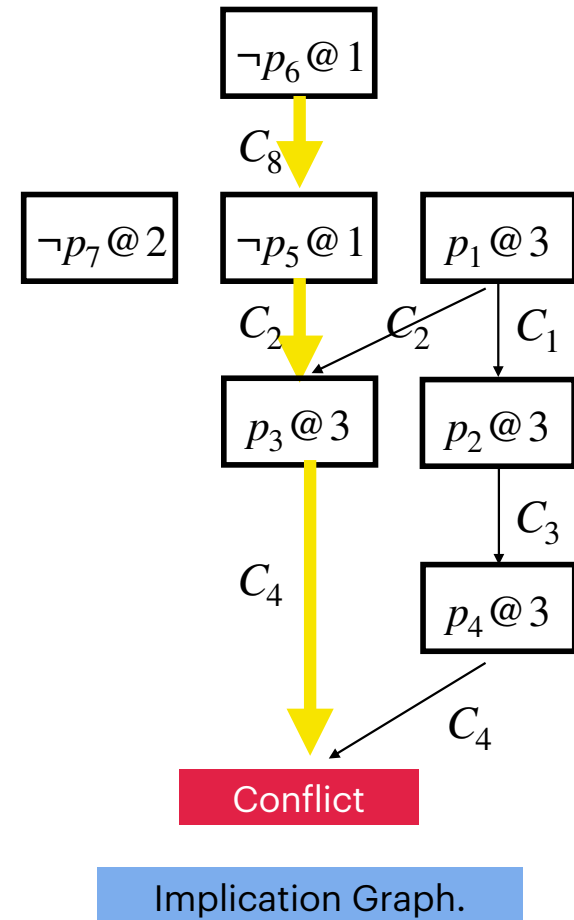 ¬p₆@1
C₈
¬p₇@2
¬p₅@1
p₁@3
C₂
C₂
C₁
p₃@3
p₂@3
C₃
C₄
p₄@3
C₄
Conflict
Implication Graph.